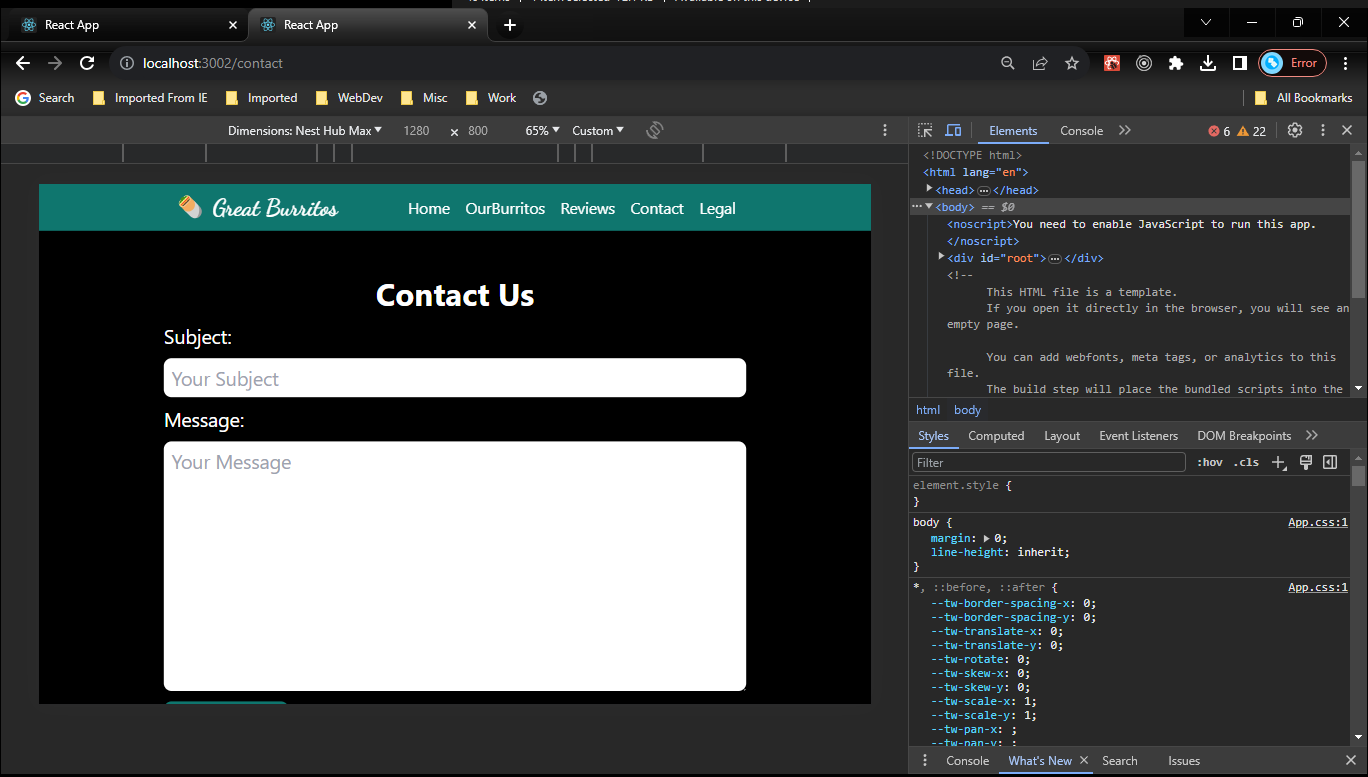 React App
React App
localhost:3002/contact
Error
Search
Imported From IE
Imported
WebDev
Misc
Work
All Bookmarks
Dimensions: Nest Hub Max
1280 × 800
65%
Custom
Great Burritos
Home OurBurritos Reviews Contact Legal
Contact Us
Subject:
Your Subject
Message:
Your Message
Elements Console
6 22
<!DOCTYPE html>
<html lang="en">
<head> </head>
<body> == $0
<noscript>You need to enable JavaScript to run this app.
</noscript>
<div id="root"> </div>
<!--
This HTML file is a template.
If you open it directly in the browser, you will see an
empty page.
You can add webfonts, meta tags, or analytics to this
file.
The build step will place the bundled scripts into the
html body
Styles Computed Layout Event Listeners DOM Breakpoints
Filter
:hov .cls
element.style {
}
body { App.css:1
margin: 0;
line-height: inherit;
}
*, ::before, ::after { App.css:1
--tw-border-spacing-x: 0;
--tw-border-spacing-y: 0;
--tw-translate-x: 0;
--tw-translate-y: 0;
--tw-rotate: 0;
--tw-skew-x: 0;
--tw-skew-y: 0;
--tw-scale-x: 1;
--tw-scale-y: 1;
--tw-pan-x: ;
--tw-pan-y: ;
Console What's New Search Issues